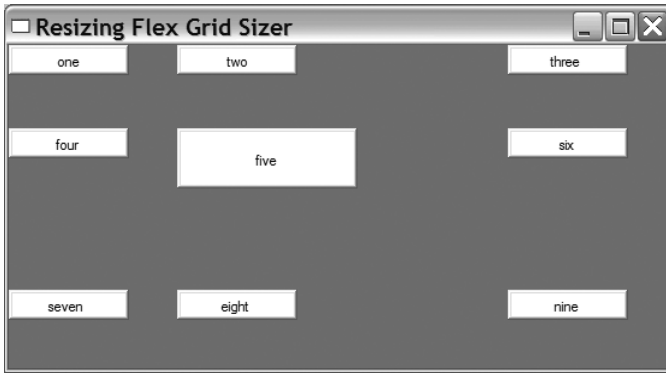 Resizing Flex Grid Sizer
one two three
four five six
seven eight nine